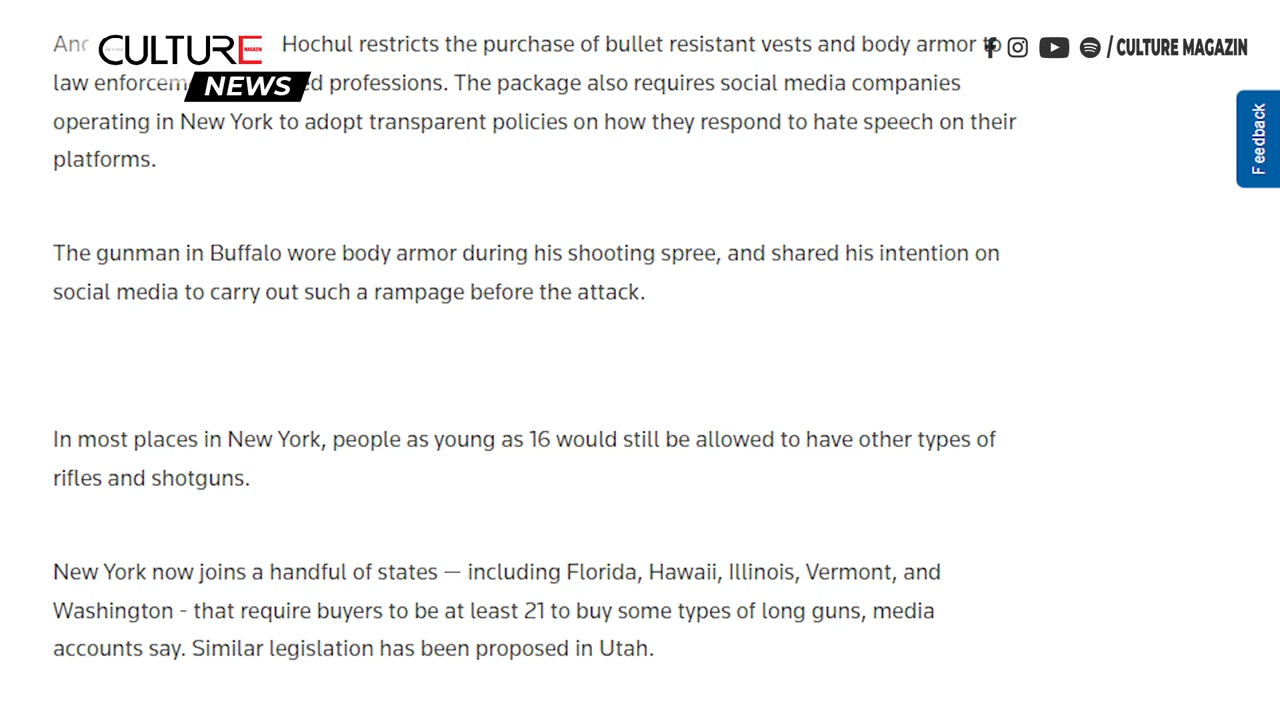 CULTURE
MAGAZIN
NEWS
/ CULTURE MAGAZIN
Hochul restricts the purchase of bullet resistant vests and body armor to
law professions. The package also requires social media companies
operating in New York to adopt transparent policies on how they respond to hate speech on their
platforms.
Feedback
The gunman in Buffalo wore body armor during his shooting spree, and shared his intention on
social media to carry out such a rampage before the attack.
In most places in New York, people as young as 16 would still be allowed to have other types of
rifles and shotguns.
New York now joins a handful of states — including Florida, Hawaii, Illinois, Vermont, and
Washington - that require buyers to be at least 21 to buy some types of long guns, media
accounts say. Similar legislation has been proposed in Utah.